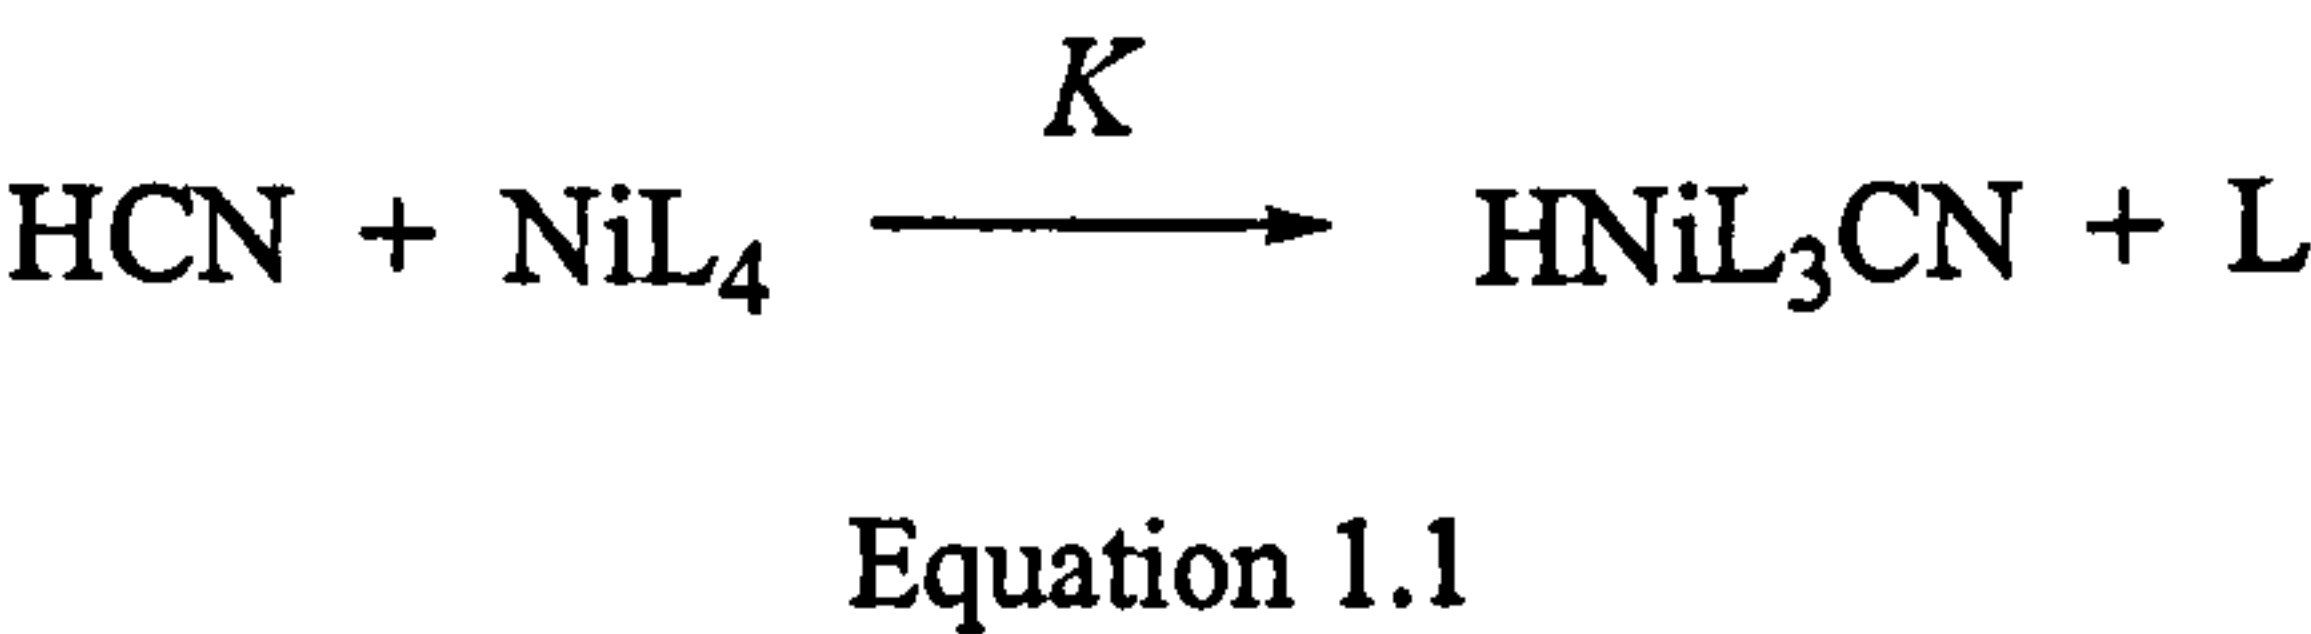 K
HCN + NiL₄ ⟶ HNiL₃CN + L
Equation 1.1